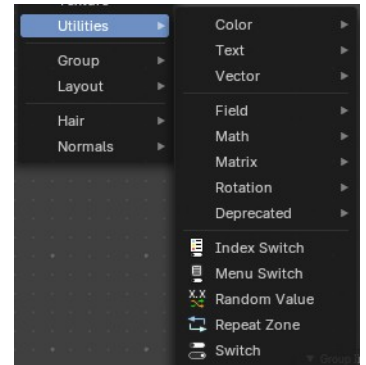 Utilities
Group
Layout
Hair
Normals
Color
Text
Vector
Field
Math
Matrix
Rotation
Deprecated
Index Switch
Menu Switch
Random Value
Repeat Zone
Switch
Group